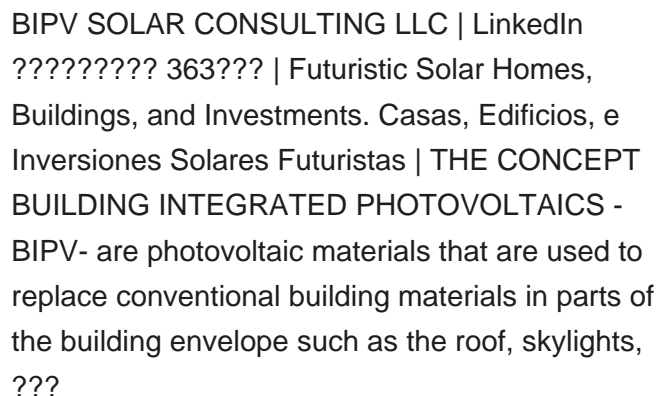 BIPV SOLAR CONSULTING LLC | LinkedIn
????????? 363??? | Futuristic Solar Homes,
Buildings, and Investments. Casas, Edificios, e
Inversiones Solares Futuristas | THE CONCEPT
BUILDING INTEGRATED PHOTOVOLTAICS -
BIPV- are photovoltaic materials that are used to
replace conventional building materials in parts of
the building envelope such as the roof, skylights,
???